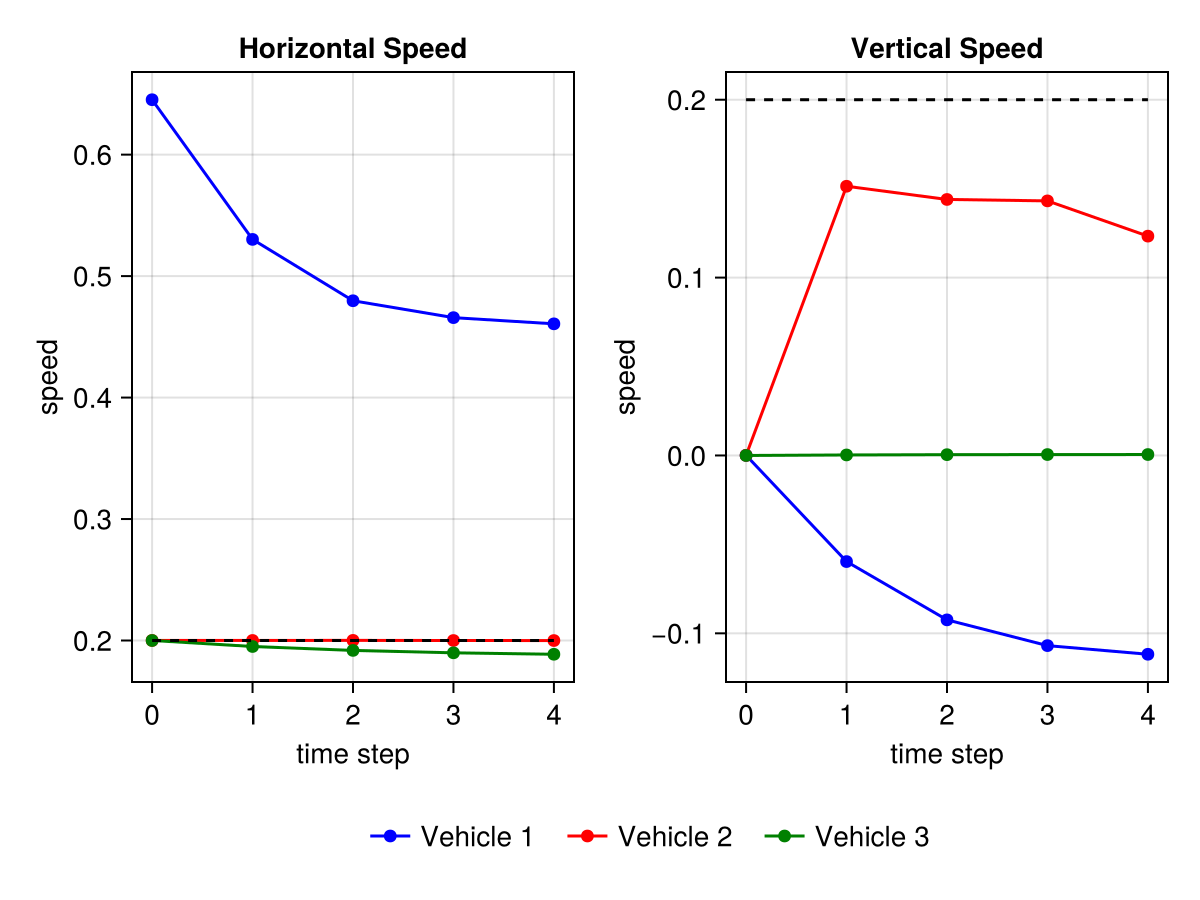 Horizontal Speed
speed
0.6
0.5
0.4
0.3
0.2
0 1 2 3 4
time step
Vertical Speed
speed
0.2
0.1
0.0
−0.1
0 1 2 3 4
time step
Vehicle 1 Vehicle 2 Vehicle 3